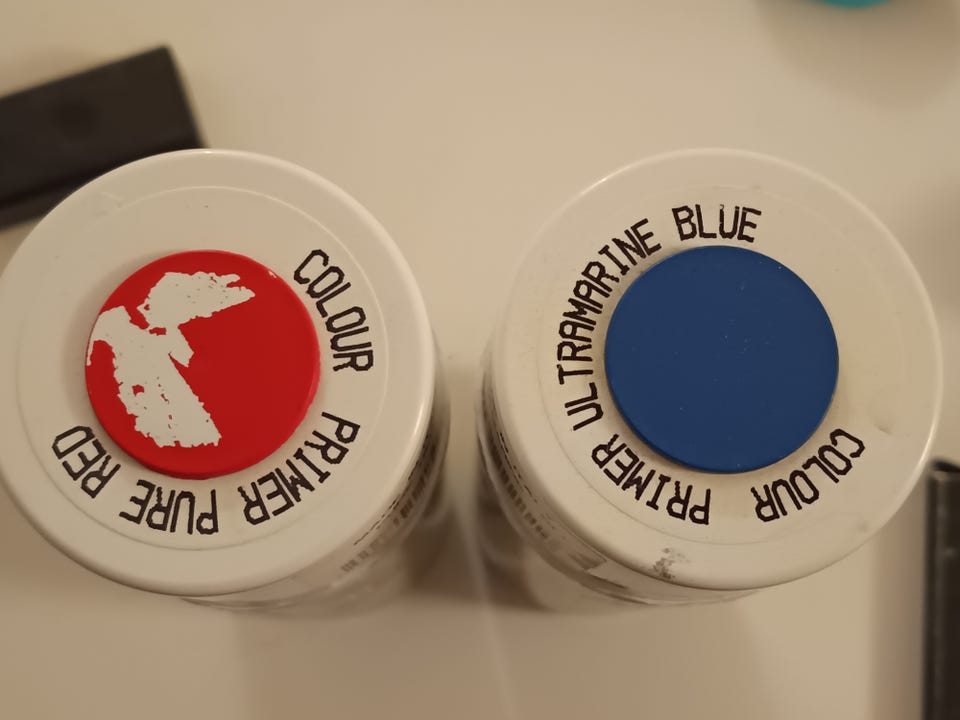 COLOUR PRIMER PURE RED
COLOUR PRIMER ULTRAMARINE BLUE